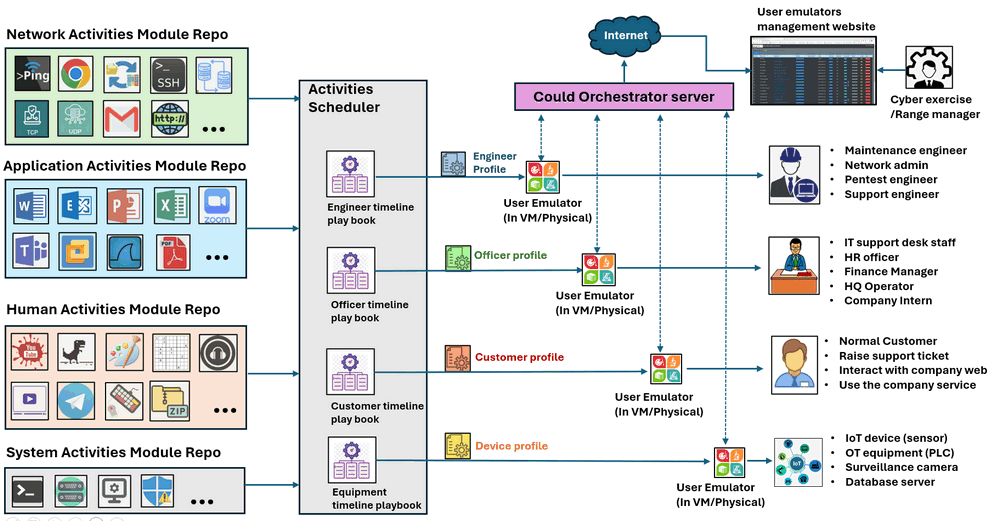 Network Activities Module Repo
>Ping
>_
SSH
TCP
UDP
http://
...
Application Activities Module Repo
W
E
P
X
zoom
T
PDF
...
Human Activities Module Repo
You
Tube
ZIP
...
System Activities Module Repo
>_
...
Activities
Scheduler
Engineer timeline
play book
Officer timeline
play book
Customer timeline
play book
Equipment
timeline playbook
Engineer
Profile
Officer profile
Customer profile
Device profile
Internet
Could Orchestrator server
User Emulator
(In VM/Physical)
User Emulator
(In VM/Physical)
User Emulator
(In VM/Physical)
User Emulator
(In VM/Physical)
User emulators
management website
Cyber exercise
/Range manager
• Maintenance engineer
• Network admin
• Pentest engineer
• Support engineer
• IT support desk staff
• HR officer
• Finance Manager
• HQ Operator
• Company Intern
• Normal Customer
• Raise support ticket
• Interact with company web
• Use the company service
IoT
• IoT device (sensor)
• OT equipment (PLC)
• Surveillance camera
• Database server